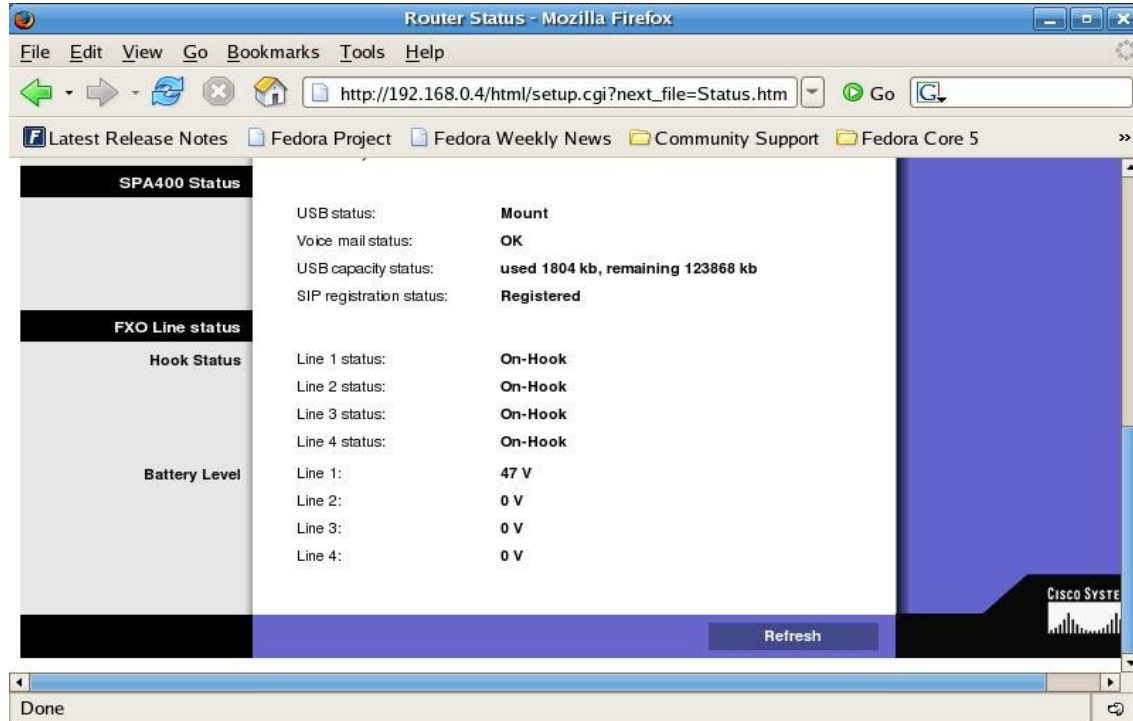 Router Status - Mozilla Firefox
File Edit View Go Bookmarks Tools Help
http://192.168.0.4/html/setup.cgi?next_file=Status.htm Go G
Latest Release Notes Fedora Project Fedora Weekly News Community Support Fedora Core 5 »
SPA400 Status
USB status: Mount
Voice mail status: OK
USB capacity status: used 1804 kb, remaining 123868 kb
SIP registration status: Registered
FXO Line status
Hook Status Line 1 status: On-Hook
Line 2 status: On-Hook
Line 3 status: On-Hook
Line 4 status: On-Hook
Battery Level Line 1: 47 V
Line 2: 0 V
Line 3: 0 V
Line 4: 0 V
CISCO SYSTE
Refresh
Done